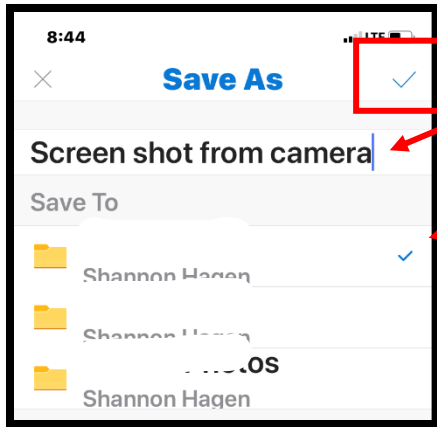 8:44 LTE
Save As
Screen shot from camera
Save To
Shannon Hagen
Shannon Hagen
Shannon Hagen